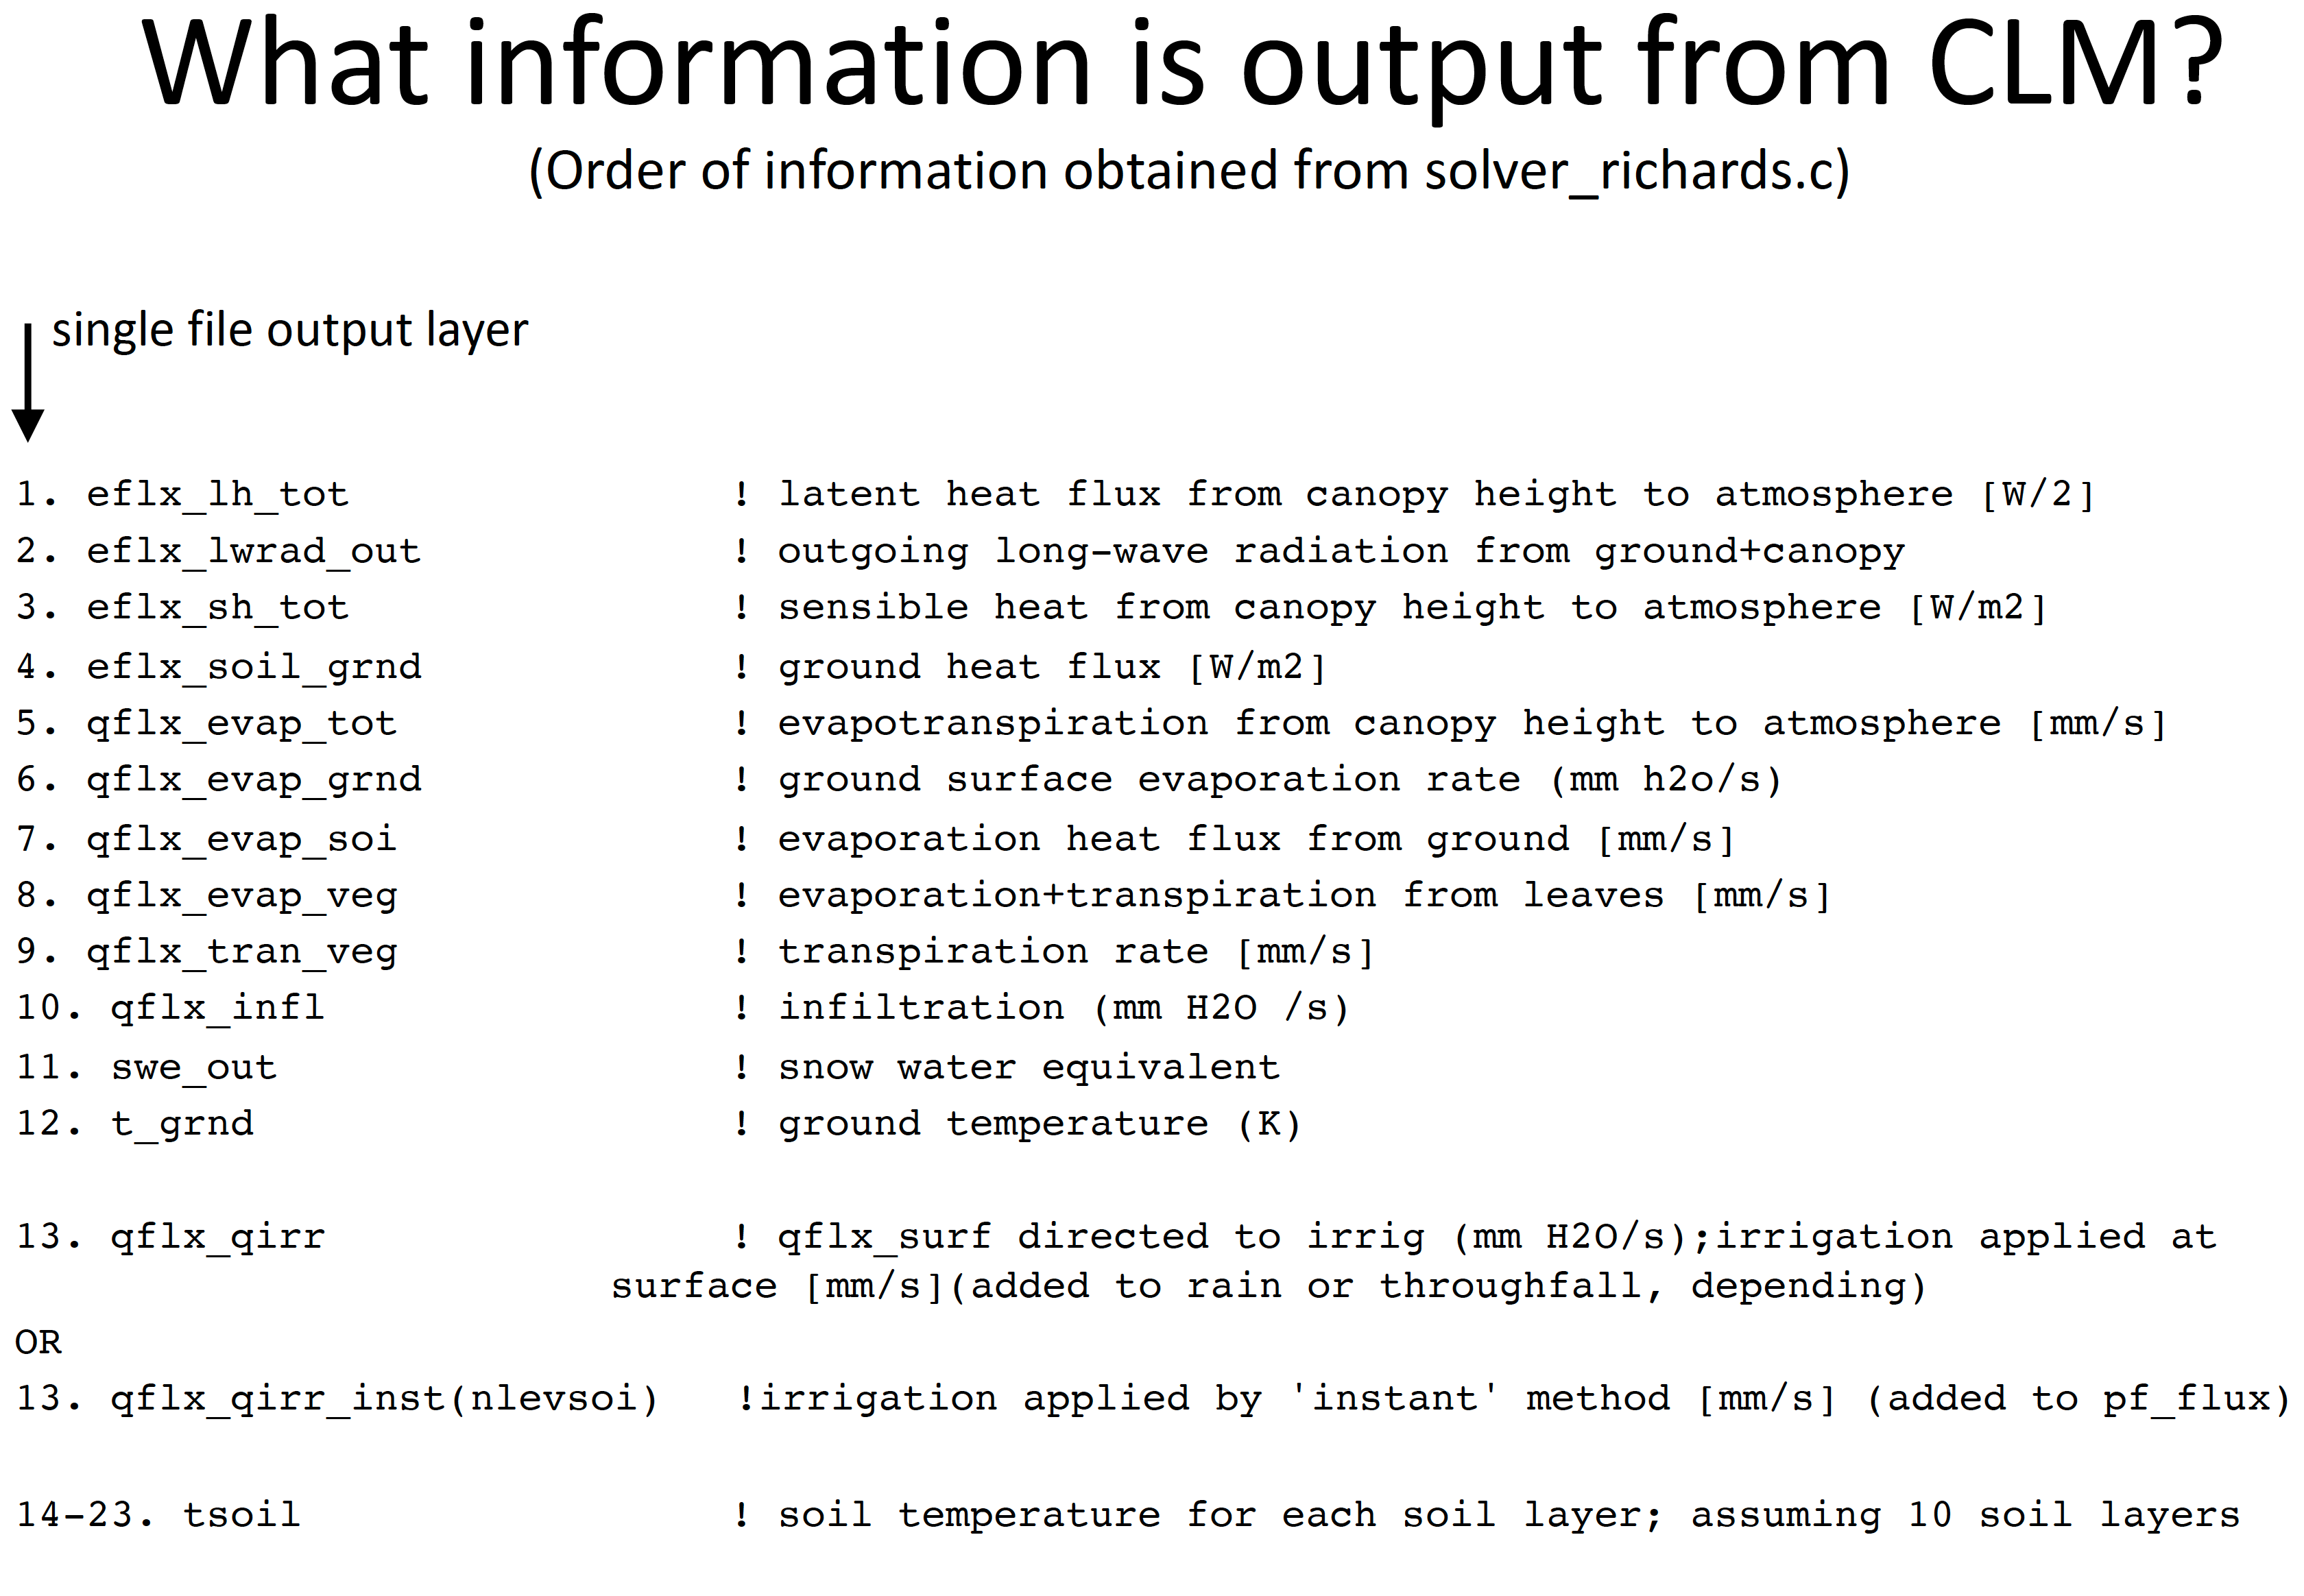 What information is output from CLM?
(Order of information obtained from solver_richards.c)
single file output layer
1. eflx_lh_tot ! latent heat flux from canopy height to atmosphere [W/2]
2. eflx_lwrad_out ! outgoing long-wave radiation from ground+canopy
3. eflx_sh_tot ! sensible heat from canopy height to atmosphere [W/m2]
4. eflx_soil_grnd ! ground heat flux [W/m2]
5. qflx_evap_tot ! evapotranspiration from canopy height to atmosphere [mm/s]
6. qflx_evap_grnd ! ground surface evaporation rate (mm h2o/s)
7. qflx_evap_soi ! evaporation heat flux from ground [mm/s]
8. qflx_evap_veg ! evaporation+transpiration from leaves [mm/s]
9. qflx_tran_veg ! transpiration rate [mm/s]
10. qflx_infl ! infiltration (mm H2O /s)
11. swe_out ! snow water equivalent
12. t_grnd ! ground temperature (K)
13. qflx_qirr ! qflx_surf directed to irrig (mm H2O/s);irrigation applied at
surface [mm/s](added to rain or throughfall, depending)
OR
13. qflx_qirr_inst(nlevsoi) !irrigation applied by 'instant' method [mm/s] (added to pf_flux)
14-23. tsoil ! soil temperature for each soil layer; assuming 10 soil layers